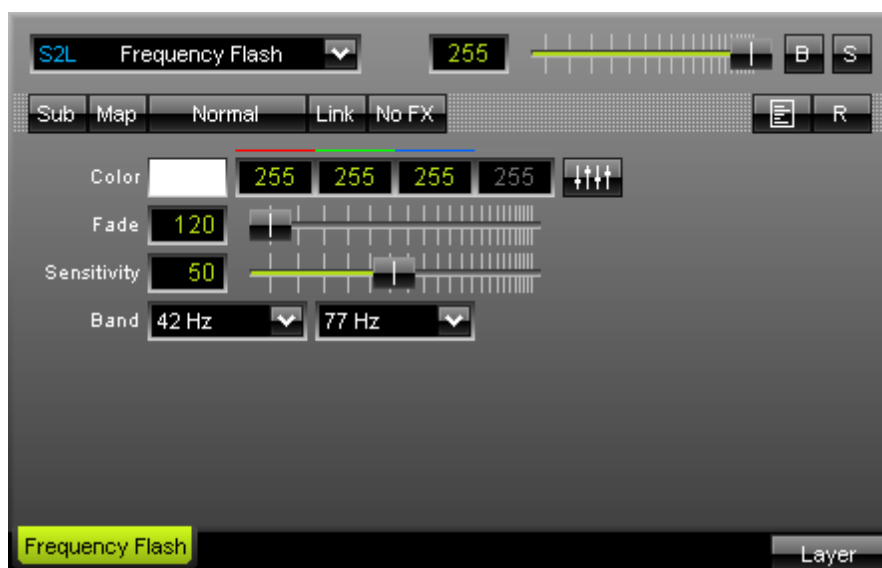 S2L Frequency Flash 255 B S
Sub Map Normal Link No FX R
Color 255 255 255 255
Fade 120
Sensitivity 50
Band 42 Hz 77 Hz
Frequency Flash Layer